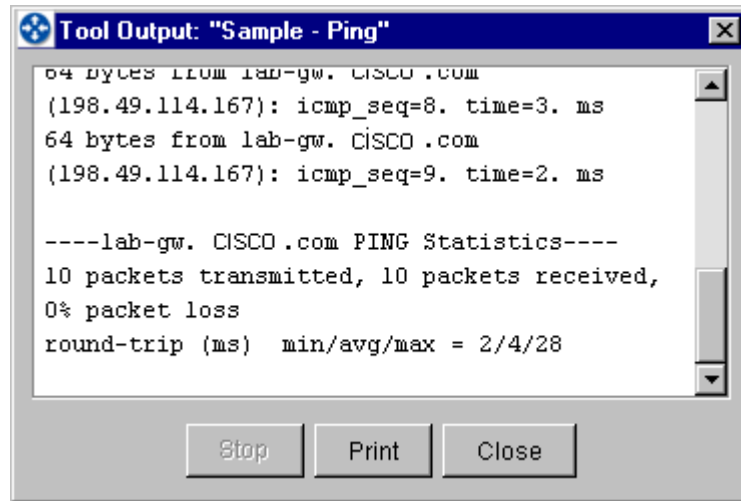 Tool Output: "Sample - Ping"
64 bytes from lab-gw. CISCO .com
(198.49.114.167): icmp_seq=8. time=3. ms
64 bytes from lab-gw. CISCO .com
(198.49.114.167): icmp_seq=9. time=2. ms
----lab-gw. CISCO .com PING Statistics----
10 packets transmitted, 10 packets received,
0% packet loss
round-trip (ms) min/avg/max = 2/4/28
Stop Print Close